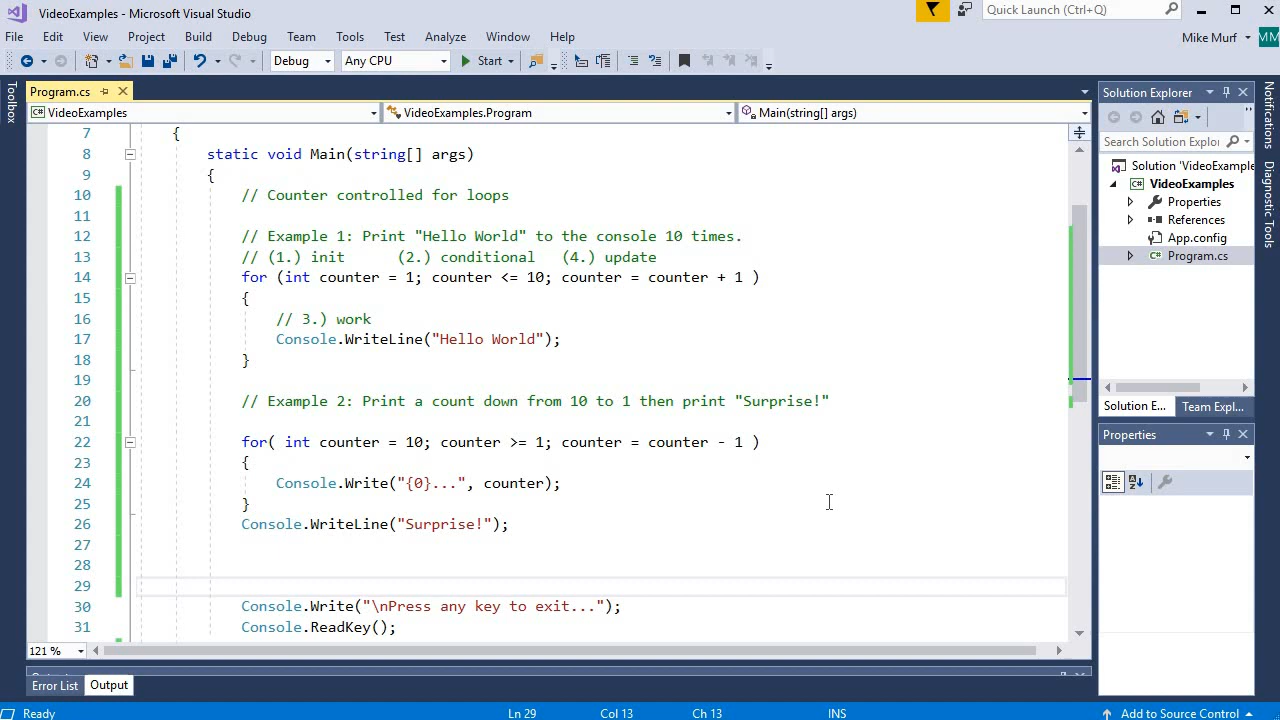 VideoExamples - Microsoft Visual Studio
Quick Launch (Ctrl+Q)
File Edit View Project Build Debug Team Tools Test Analyze Window Help
Mike Murf MM
Debug Any CPU Start
Toolbox
Program.cs
VideoExamples VideoExamples.Program Main(string[] args)
7 {
8 static void Main(string[] args)
9 {
10 // Counter controlled for loops
11
12 // Example 1: Print "Hello World" to the console 10 times.
13 // (1.) init (2.) conditional (4.) update
14 for (int counter = 1; counter <= 10; counter = counter + 1 )
15 {
16 // 3.) work
17 Console.WriteLine("Hello World");
18 }
19
20 // Example 2: Print a count down from 10 to 1 then print "Surprise!"
21
22 for( int counter = 10; counter >= 1; counter = counter - 1 )
23 {
24 Console.Write("{0}...", counter);
25 }
26 Console.WriteLine("Surprise!");
27
28
29
30 Console.Write("\nPress any key to exit...");
31 Console.ReadKey();
121 %
Error List Output
Solution Explorer
Search Solution Explo
Solution 'VideoExample
VideoExamples
Properties
References
App.config
C# Program.cs
Solution E... Team Expl...
Properties
Notifications
Diagnostic Tools
Ready Ln 29 Col 13 Ch 13 INS Add to Source Control